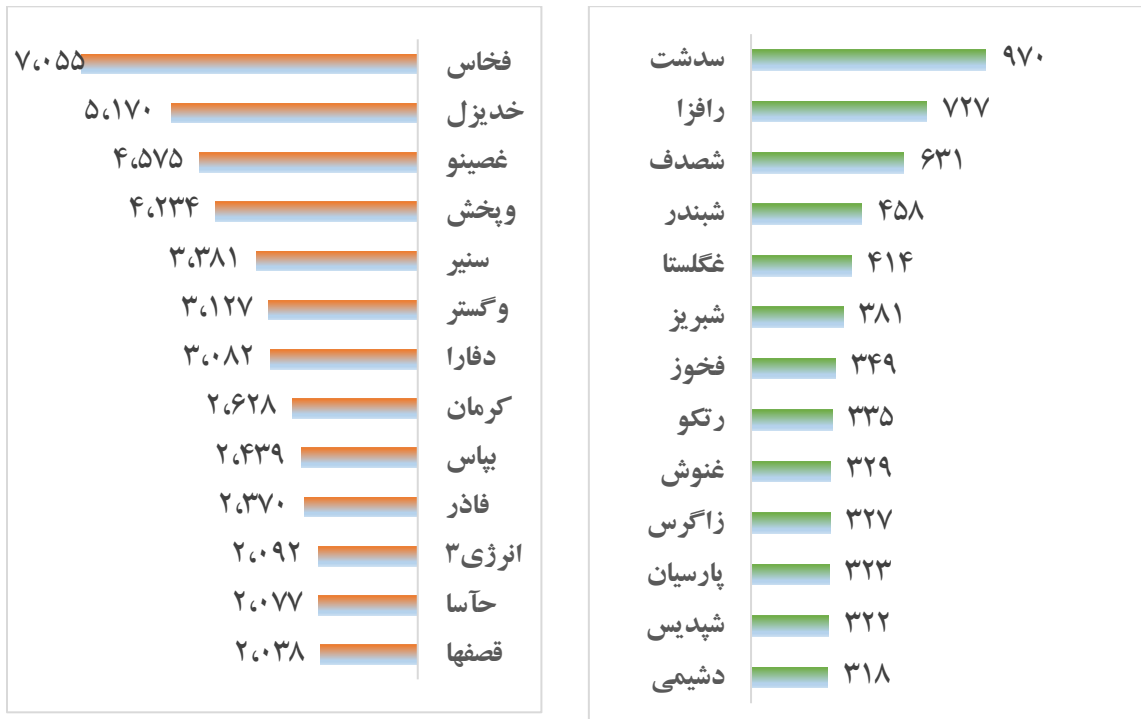 سدشت ۹۷۰
رافزا ۷۲۷
شصدف ۶۳۱
شبندر ۴۵۸
غگلستا ۴۱۴
شبریز ۳۸۱
فخوز ۳۴۹
رتکو ۳۳۵
غنوش ۳۲۹
زاگرس ۳۲۷
پارسیان ۳۲۳
شپدیس ۳۲۲
دشیمی ۳۱۸
فخاس ۷،۰۵۵
خدیزل ۵،۱۷۰
غصینو ۴،۵۷۵
وپخش ۴،۲۳۴
سنیر ۳،۳۸۱
وگستر ۳،۱۲۷
دفارا ۳،۰۸۲
کرمان ۲،۶۲۸
بپاس ۲،۴۳۹
فاذر ۲،۳۷۰
انرژی۳ ۲،۰۹۲
حآسا ۲،۰۷۷
قصفها ۲،۰۳۸